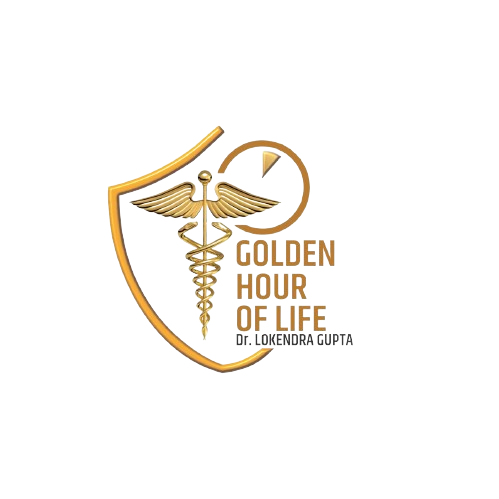 GOLDEN
HOUR
OF LIFE
Dr. LOKENDRA GUPTA